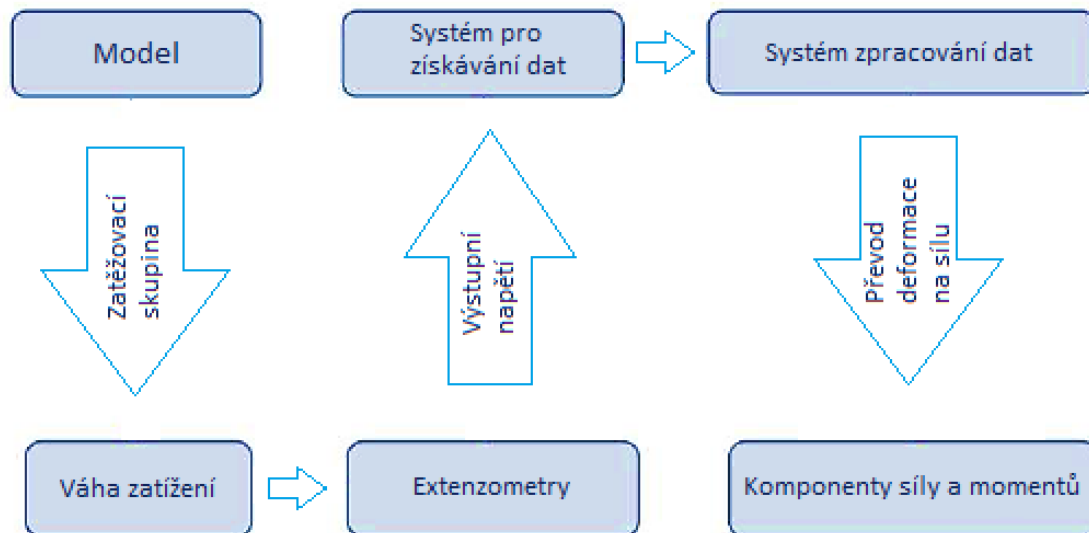 Model
Systém pro
získávání dat
Systém zpracování dat
Zatěžovací
skupina
Výstupní
napětí
Převod
deformace
na sílu
Váha zatížení
Extenzometry
Komponenty síly a momentů